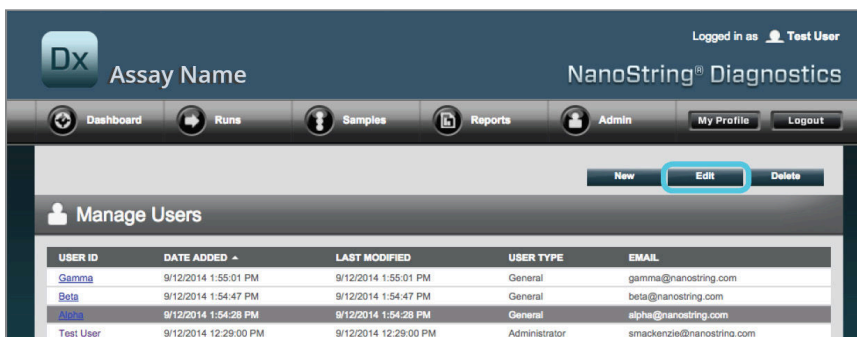 Logged in as Test User
Dx Assay Name
NanoString® Diagnostics
Dashboard Runs Samples Reports Admin My Profile Logout
New Edit Delete
Manage Users
USER ID DATE ADDED LAST MODIFIED USER TYPE EMAIL
Gamma 9/12/2014 1:55:01 PM 9/12/2014 1:55:01 PM General gamma@nanostring.com
Beta 9/12/2014 1:54:47 PM 9/12/2014 1:54:47 PM General beta@nanostring.com
Alpha 9/12/2014 1:54:28 PM 9/12/2014 1:54:28 PM General alpha@nanostring.com
Test User 9/12/2014 12:29:00 PM 9/12/2014 12:29:00 PM Administrator smackenzie@nanostring.com